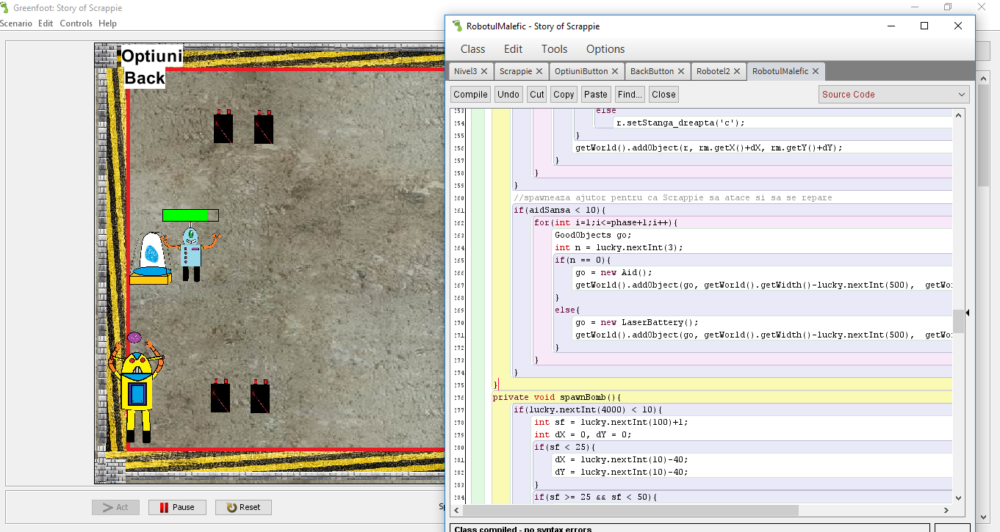 Greenfoot: Story of Scrappie
Scenario Edit Controls Help
Optiuni
Back
Act
Pause
Reset
RobotulMalefic - Story of Scrappie
Class Edit Tools Options
Nivel3 Scrappie OptiuniButton BackButton Robotel2 RobotulMalefic
Compile Undo Cut Copy Paste Find... Close
Source Code
253 else
254 r.setStanga_dreapta('c');
255 }
256 getWorld().addObject(r, rm.getX()+dX, rm.getY()+dY);
257 }
258 }
259 }
260 //spawneaza ajutor pentru ca Scrappie sa atace si sa se repare
261 if(aidSansa < 10){
262 for(int i=1;i<=phase+1;i++){
263 GoodObjects go;
264 int n = lucky.nextInt(3);
265 if(n == 0){
266 go = new Aid();
267 getWorld().addObject(go, getWorld().getWidth()-lucky.nextInt(500),
268 }
269 else{
270 go = new LaserBattery();
271 getWorld().addObject(go, getWorld().getWidth()-lucky.nextInt(500),
272 }
273 }
274 }
275 }
276 private void spawnBomb(){
277 if(lucky.nextInt(4000) < 10){
278 int sf = lucky.nextInt(100)+1;
279 int dX = 0, dY = 0;
280 if(sf < 25){
281 dX = lucky.nextInt(10)-40;
282 dY = lucky.nextInt(10)-40;
283 }
284 if(sf >= 25 && sf < 50){
Class compiled - no syntax errors